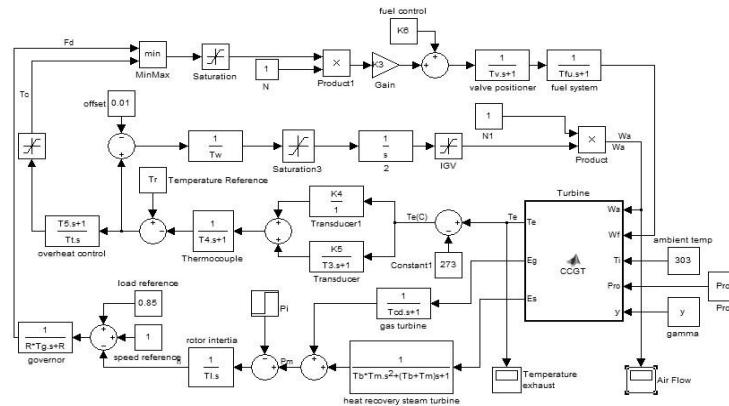 fuel control
K6
Fd
min
MinMax
Saturation
1
N
×
Product1
K3
Gain
1
Tv.s+1
valve positioner
1
Tfu.s+1
fuel system
To
offset
0.01
1
Tw
Saturation3
1
s
2
IGV
1
N1
×
Product
Wa
Wa
Tr
Temperature Reference
T5.s+1
Tt.s
overheat control
1
T4.s+1
Thermocouple
K4
1
Transducer1
K5
T3.s+1
Transducer
Te(C)
Te
273
Constant1
Turbine
Te
Eg
Es
CCGT
Wa
Wf
Ti
Pro
y
ambient temp
303
Pro
Pro
y
gamma
load reference
0.85
1
speed reference
1
R*Tg.s+R
governor
rotor intertia
1
TI.s
Pi
Pm
1
Tcd.s+1
gas turbine
1
Tb*Tm.s²+(Tb+Tm)s+1
heat recovery steam turbine
Temperature
exhaust
Air Flow